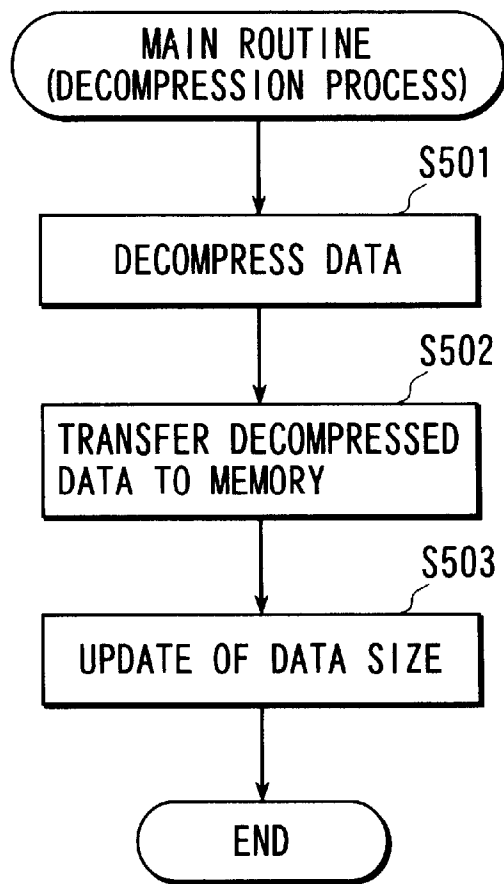 MAIN ROUTINE
(DECOMPRESSION PROCESS)
S501
DECOMPRESS DATA
S502
TRANSFER DECOMPRESSED
DATA TO MEMORY
S503
UPDATE OF DATA SIZE
END